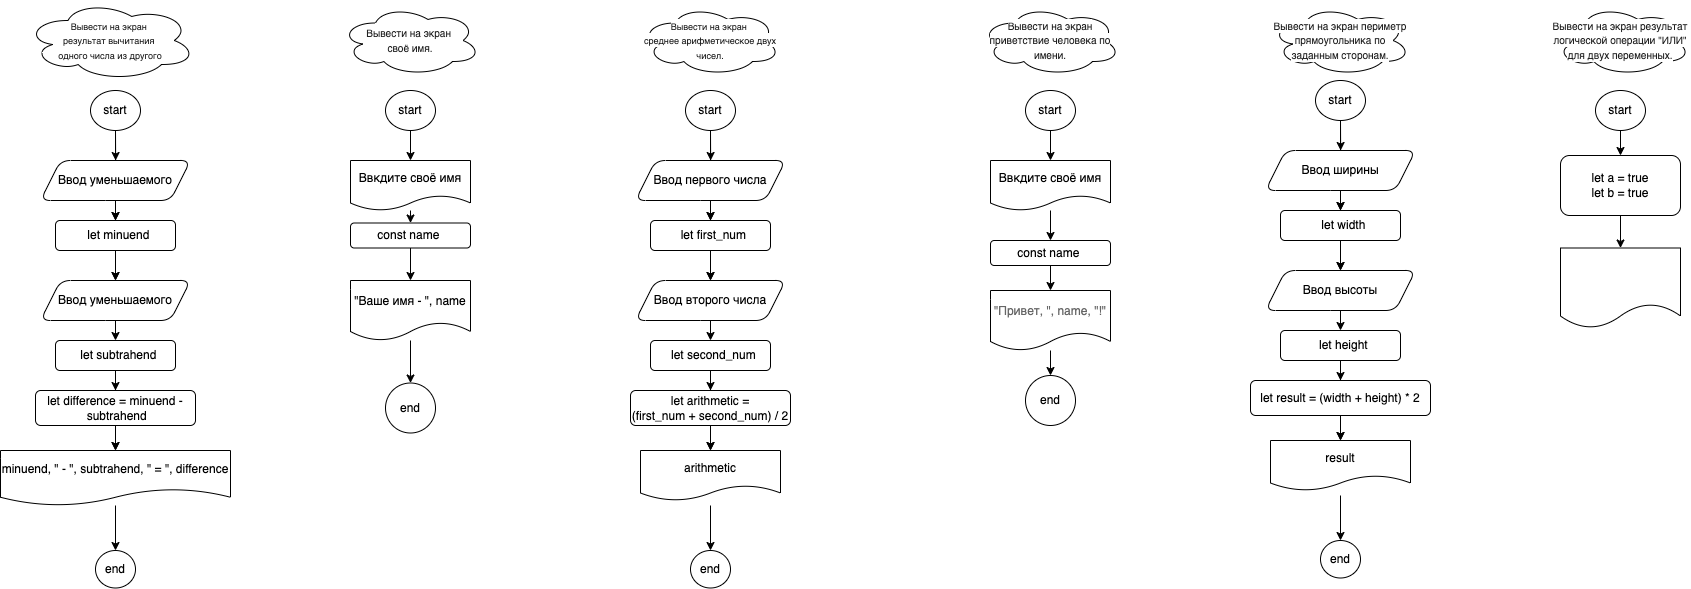 Вывести на экран
результат вычитания
одного числа из другого
start
Ввод уменьшаемого
let minuend
Ввод уменьшаемого
let subtrahend
let difference = minuend -
subtrahend
minuend, " - ", subtrahend, " = ", difference
end
Вывести на экран
своё имя.
start
Ввкдите своё имя
const name
"Ваше имя - ", name
end
Вывести на экран
среднее арифметическое двух
чисел.
start
Ввод первого числа
let first_num
Ввод второго числа
let second_num
let arithmetic =
(first_num + second_num) / 2
arithmetic
end
Вывести на экран
приветствие человека по
имени.
start
Ввкдите своё имя
const name
"Привет, ", name, "!"
end
Вывести на экран периметр
прямоугольника по
заданным сторонам.
start
Ввод ширины
let width
Ввод высоты
let height
let result = (width + height) * 2
result
end
Вывести на экран результат
логической операции "ИЛИ"
для двух переменных.
start
let a = true
let b = true